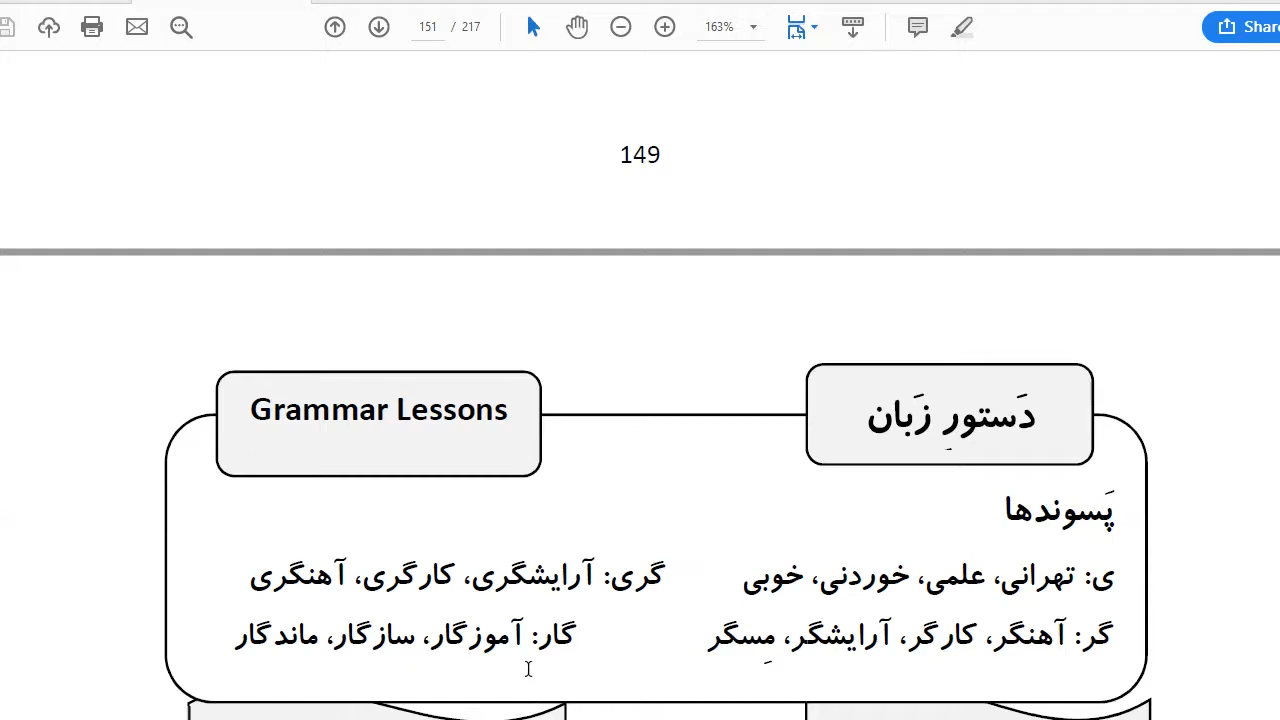 151 / 217
163%
Share
149
Grammar Lessons
دَستورِ زَبان
پَسوندها
ی: تهرانی، علمی، خوردنی، خوبی
گری: آرایشگری، کارگری، آهنگری
گر: آهنگر، کارگر، آرایشگر، مِسگر
گار: آموزگار، سازگار، ماندگار